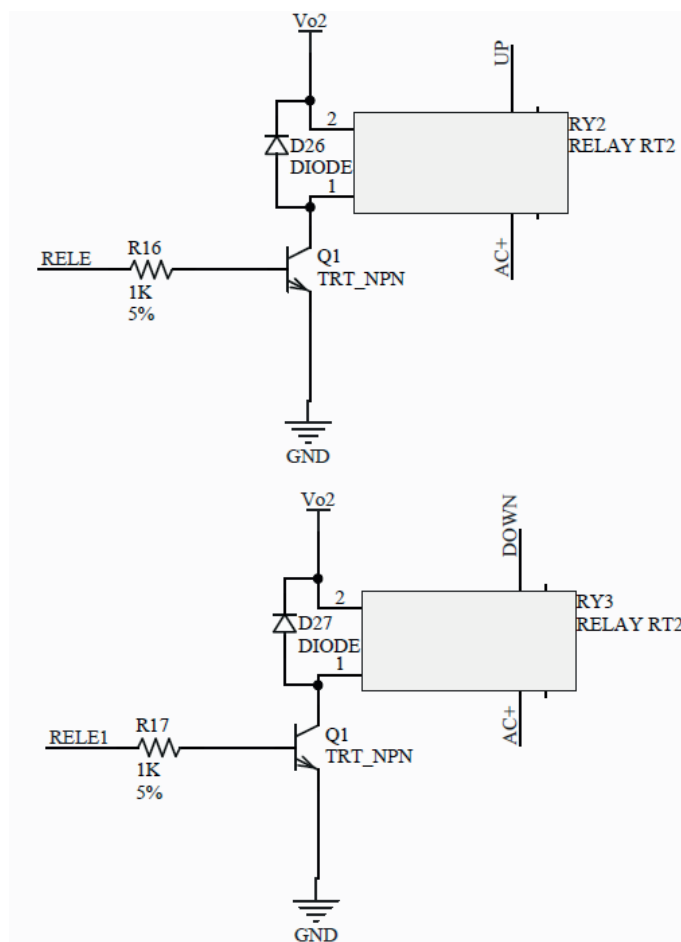 Vo2
UP
2
RY2
RELAY RT2
D26
DIODE
1
AC+
RELE
R16
1K
5%
Q1
TRT_NPN
GND
Vo2
DOWN
2
RY3
RELAY RT2
D27
DIODE
1
AC+
RELE1
R17
1K
5%
Q1
TRT_NPN
GND